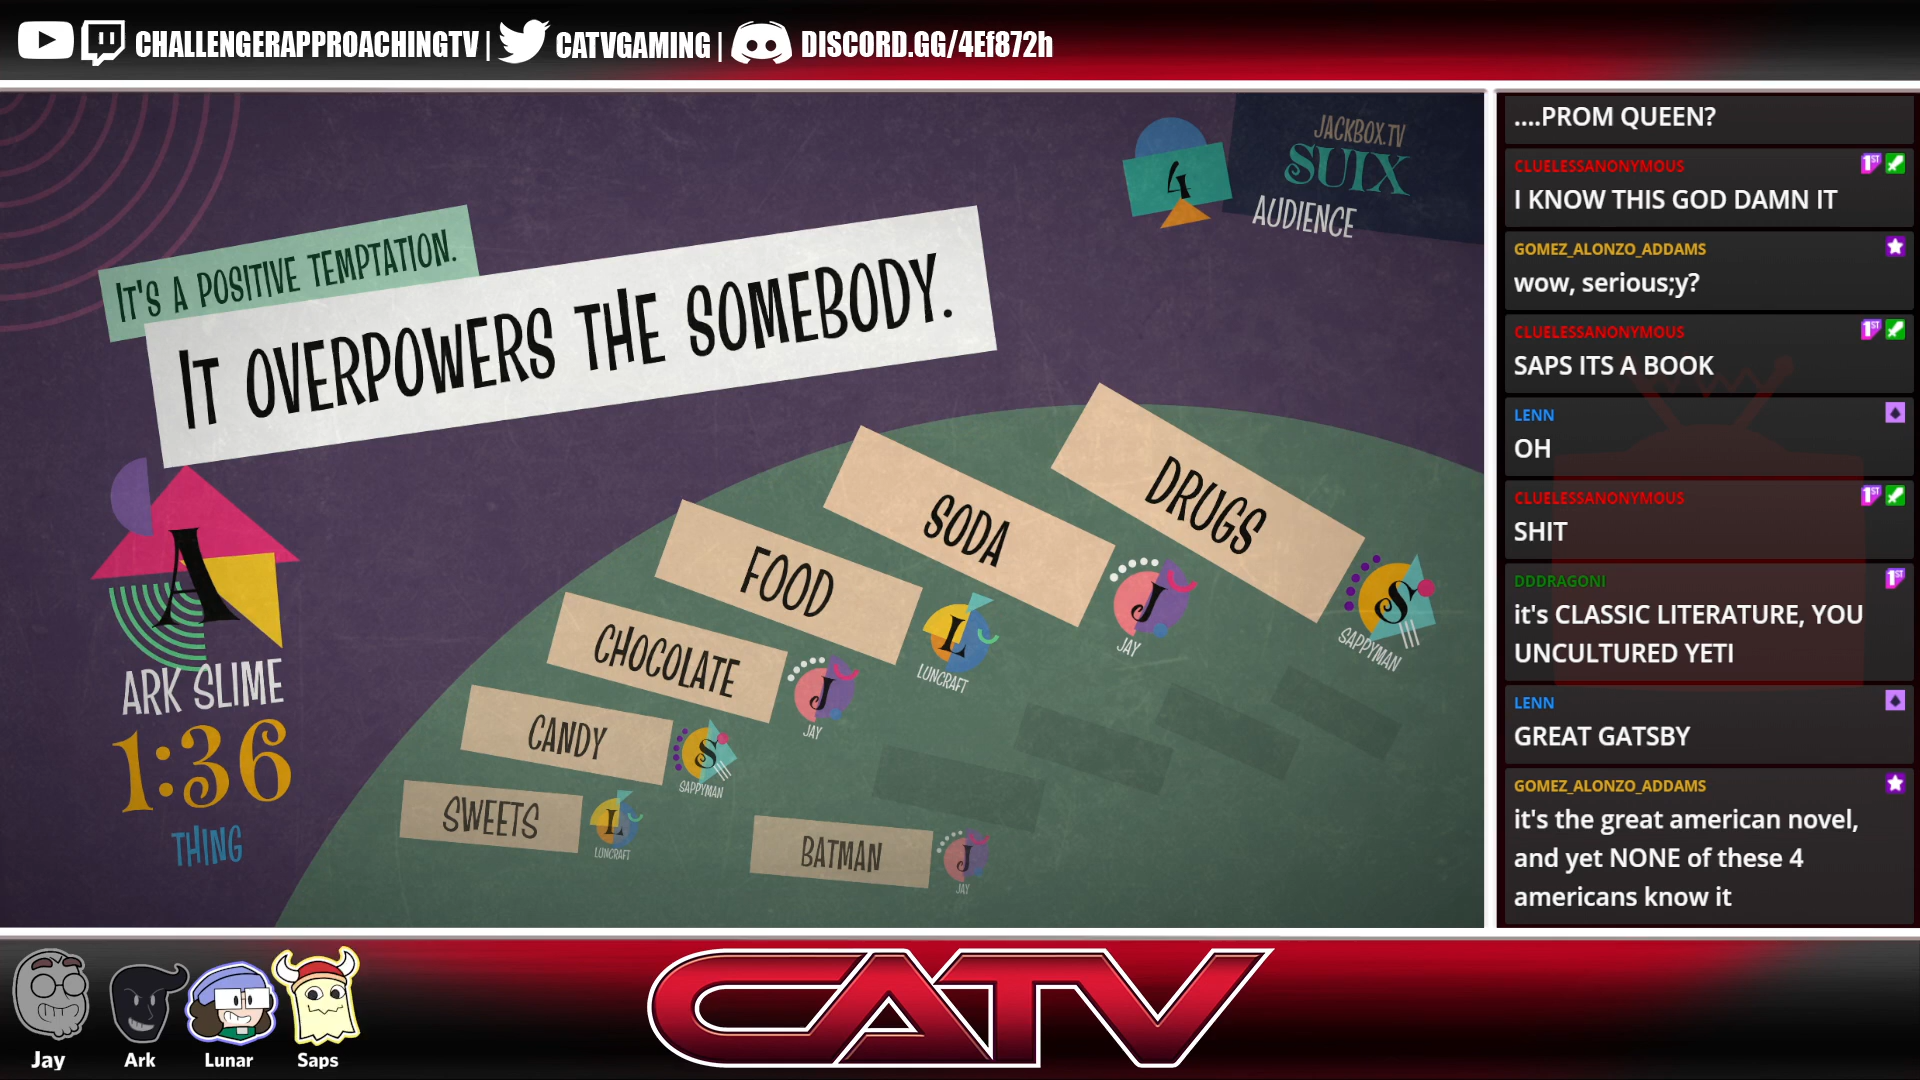 CHALLENGERAPPROACHINGTV | CATVGAMING | DISCORD.GG/4Ef872h
JACKBOX.TV
SUIX
AUDIENCE
4
IT'S A POSITIVE TEMPTATION.
IT OVERPOWERS THE SOMEBODY.
A
ARK SLIME
1:36
THING
DRUGS
S
SAPPYMAN
SODA
J
JAY
FOOD
L
LUNCRAFT
CHOCOLATE
J
JAY
CANDY
S
SAPPYMAN
SWEETS
L
LUNCRAFT
BATMAN
J
JAY
....PROM QUEEN?
CLUELESSANONYMOUS
1ST
I KNOW THIS GOD DAMN IT
GOMEZ_ALONZO_ADDAMS
wow, serious;y?
CLUELESSANONYMOUS
1ST
SAPS ITS A BOOK
LENN
OH
CLUELESSANONYMOUS
1ST
SHIT
DDDRAGONI
1ST
it's CLASSIC LITERATURE, YOU
UNCULTURED YETI
LENN
GREAT GATSBY
GOMEZ_ALONZO_ADDAMS
it's the great american novel,
and yet NONE of these 4
americans know it
Jay
Ark
Lunar
Saps
CATV